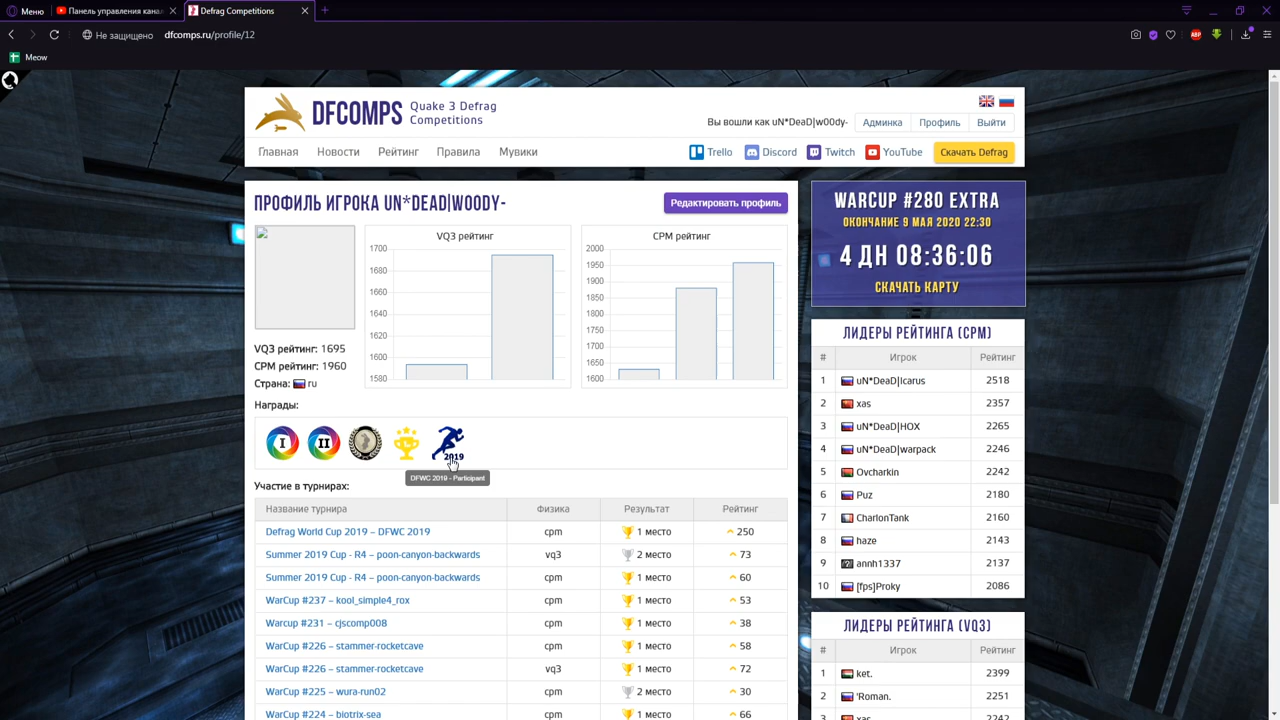 Меню
Панель управления канал
Defrag Competitions
Не защищено
dfcomps.ru/profile/12
ABP
Meow
DFCOMPS
Quake 3 Defrag
Competitions
Вы вошли как uN*DeaD|w00dy-
Админка
Профиль
Выйти
Главная
Новости
Рейтинг
Правила
Мувики
Trello
Discord
Twitch
YouTube
Скачать Defrag
ПРОФИЛЬ ИГРОКА UN*DEAD|W00DY-
Редактировать профиль
VQ3 рейтинг
1700
1680
1660
1640
1620
1600
1580
CPM рейтинг
2000
1950
1900
1850
1800
1750
1700
1650
1600
VQ3 рейтинг: 1695
CPM рейтинг: 1960
Страна: ru
Награды:
I
II
2019
DFWC 2019 - Participant
Участие в турнирах:
Название турнира Физика Результат Рейтинг
Defrag World Cup 2019 – DFWC 2019 cpm 1 место 250
Summer 2019 Cup - R4 – poon-canyon-backwards vq3 2 место 73
Summer 2019 Cup - R4 – poon-canyon-backwards cpm 1 место 60
WarCup #237 – kool_simple4_rox cpm 1 место 53
Warcup #231 – cjscomp008 cpm 1 место 38
WarCup #226 – stammer-rocketcave cpm 1 место 58
WarCup #226 – stammer-rocketcave vq3 1 место 72
WarCup #225 – wura-run02 cpm 2 место 30
WarCup #224 – biotrix-sea cpm 1 место 66
WARCUP #280 EXTRA
ОКОНЧАНИЕ 9 МАЯ 2020 22:30
4 ДН 08:36:06
СКАЧАТЬ КАРТУ
ЛИДЕРЫ РЕЙТИНГА (CPM)
# Игрок Рейтинг
1 uN*DeaD|Icarus 2518
2 xas 2357
3 uN*DeaD|HOX 2265
4 uN*DeaD|warpack 2246
5 Ovcharkin 2242
6 Puz 2180
7 CharlonTank 2160
8 haze 2143
9 annh1337 2137
10 [fps]Proky 2086
ЛИДЕРЫ РЕЙТИНГА (VQ3)
# Игрок Рейтинг
1 ket. 2399
2 'Roman. 2251
3 xas 2242